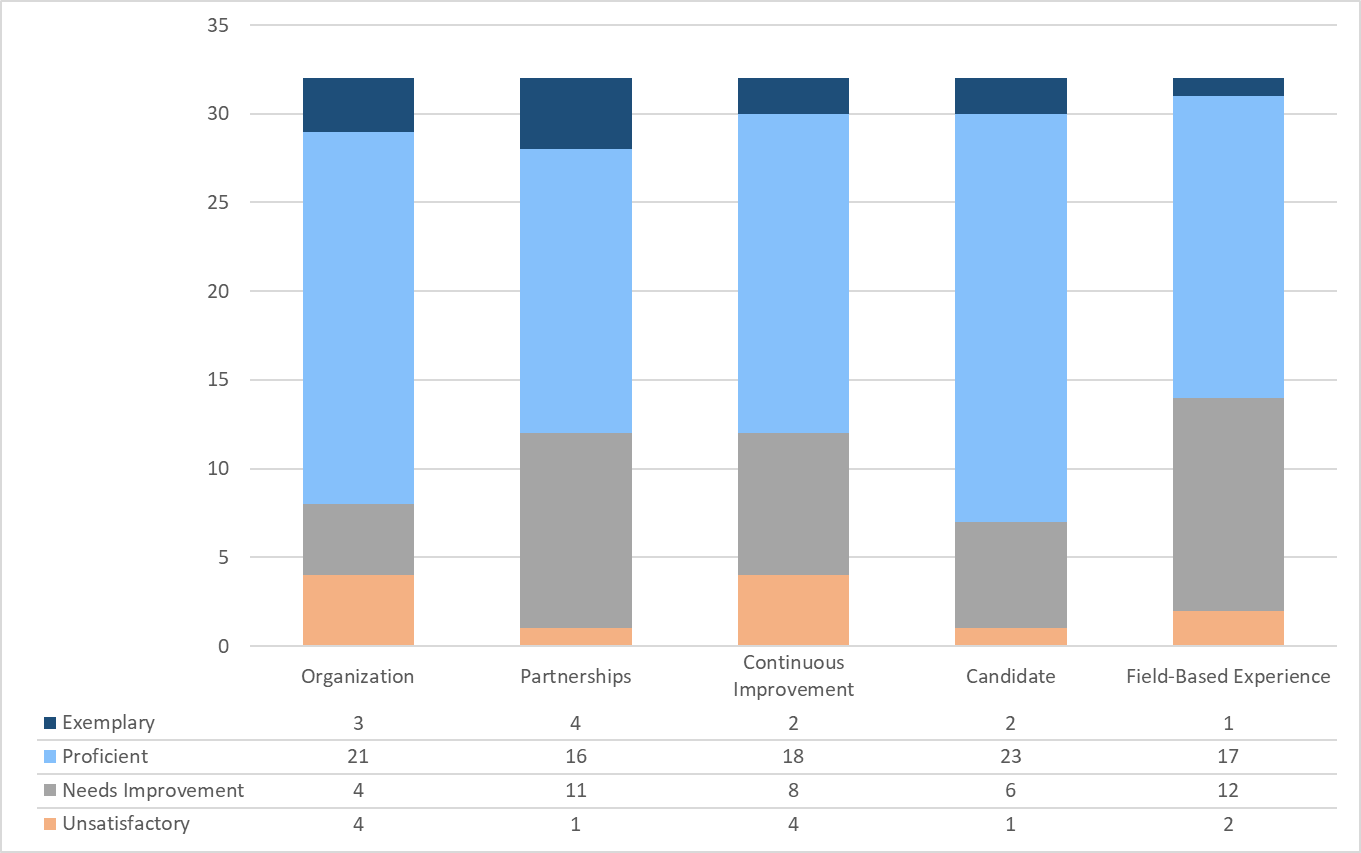 35
30
25
20
15
10
5
0
Organization Partnerships Continuous Improvement Candidate Field-Based Experience
Exemplary 3 4 2 2 1
Proficient 21 16 18 23 17
Needs Improvement 4 11 8 6 12
Unsatisfactory 4 1 4 1 2